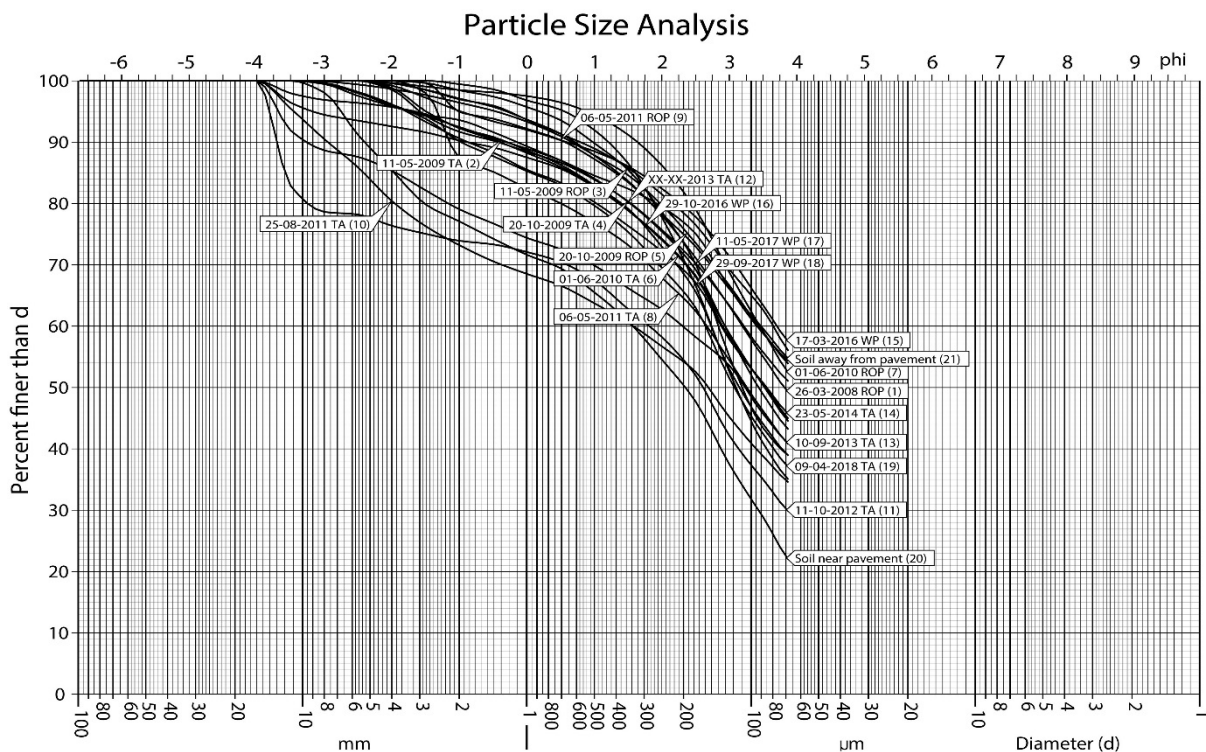 Particle Size Analysis
-6 -5 -4 -3 -2 -1 0 1 2 3 4 5 6 7 8 9 phi
100
90
80
70
60
50
40
30
20
10
0
Percent finer than d
06-05-2011 ROP (9)
11-05-2009 TA (2)
XX-XX-2013 TA (12)
11-05-2009 ROP (3)
29-10-2016 WP (16)
20-10-2009 TA (4)
25-08-2011 TA (10)
11-05-2017 WP (17)
20-10-2009 ROP (5)
29-09-2017 WP (18)
01-06-2010 TA (6)
06-05-2011 TA (8)
17-03-2016 WP (15)
Soil away from pavement (21)
01-06-2010 ROP (7)
26-03-2008 ROP (1)
23-05-2014 TA (14)
10-09-2013 TA (13)
09-04-2018 TA (19)
11-10-2012 TA (11)
Soil near pavement (20)
100 80 60 40 30 20 10 6 5 4 3 2 1 600 500 400 300 200 100 80 60 50 40 30 20 10 8 6 5 4 3 2 1
mm µm Diameter (d)